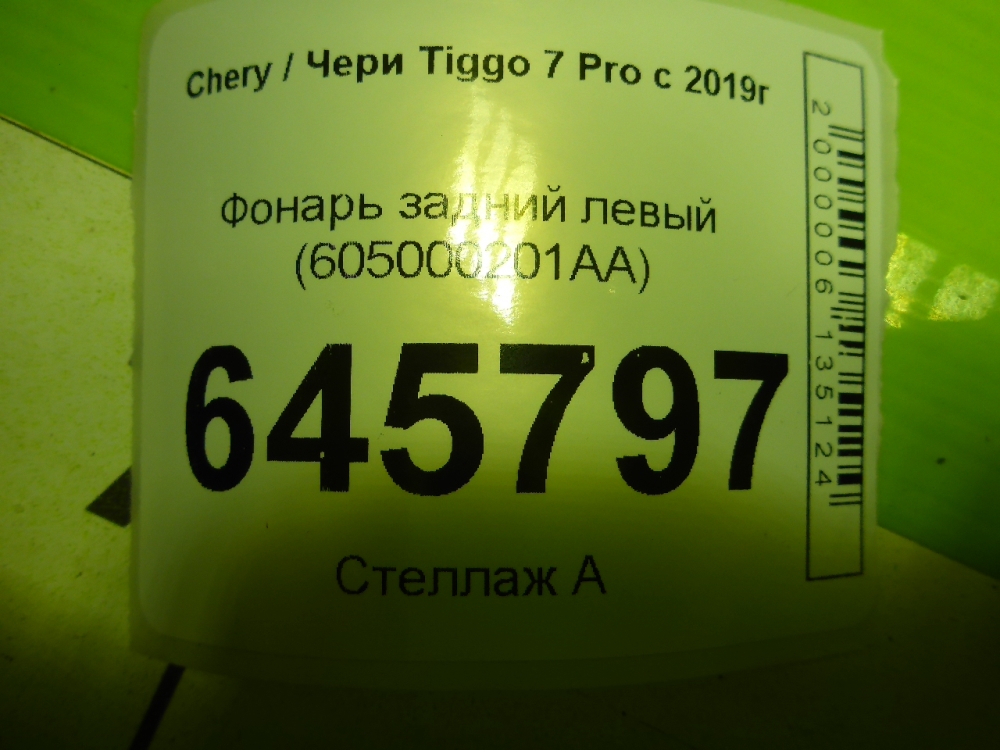 Chery / Чери Tiggo 7 Pro с 2019г
Фонарь задний левый
(605000201AA)
645797
Стеллаж А
2000006135124